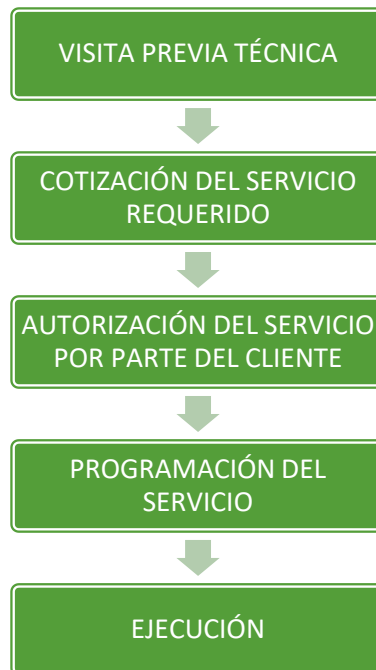 VISITA PREVIA TÉCNICA
COTIZACIÓN DEL SERVICIO
REQUERIDO
AUTORIZACIÓN DEL SERVICIO
POR PARTE DEL CLIENTE
PROGRAMACIÓN DEL
SERVICIO
EJECUCIÓN